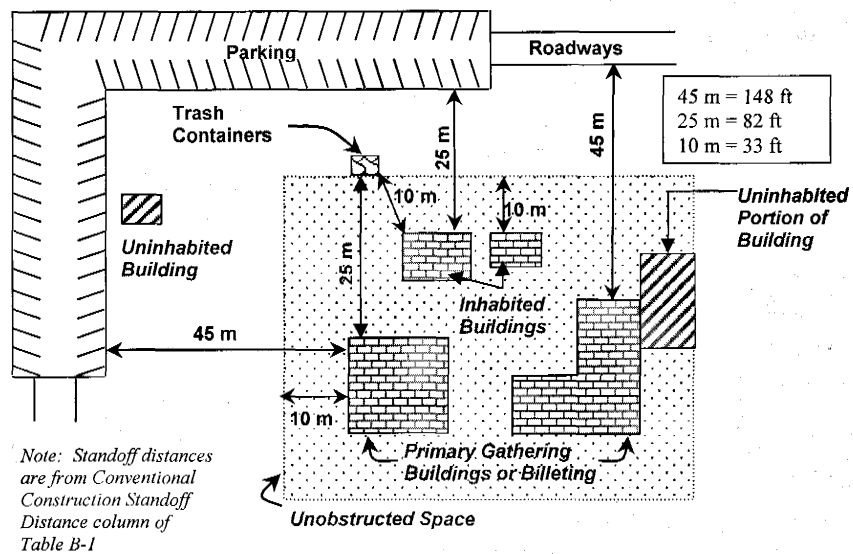 Parking
Roadways
45 m = 148 ft
25 m = 82 ft
10 m = 33 ft
Trash
Containers
25 m
45 m
10 m
10 m
Uninhabited
Portion of
Building
Uninhabited
Building
25 m
Inhabited
Buildings
45 m
10 m
Primary Gathering
Buildings or Billeting
Note: Standoff distances
are from Conventional
Construction Standoff
Distance column of
Table B-1
Unobstructed Space